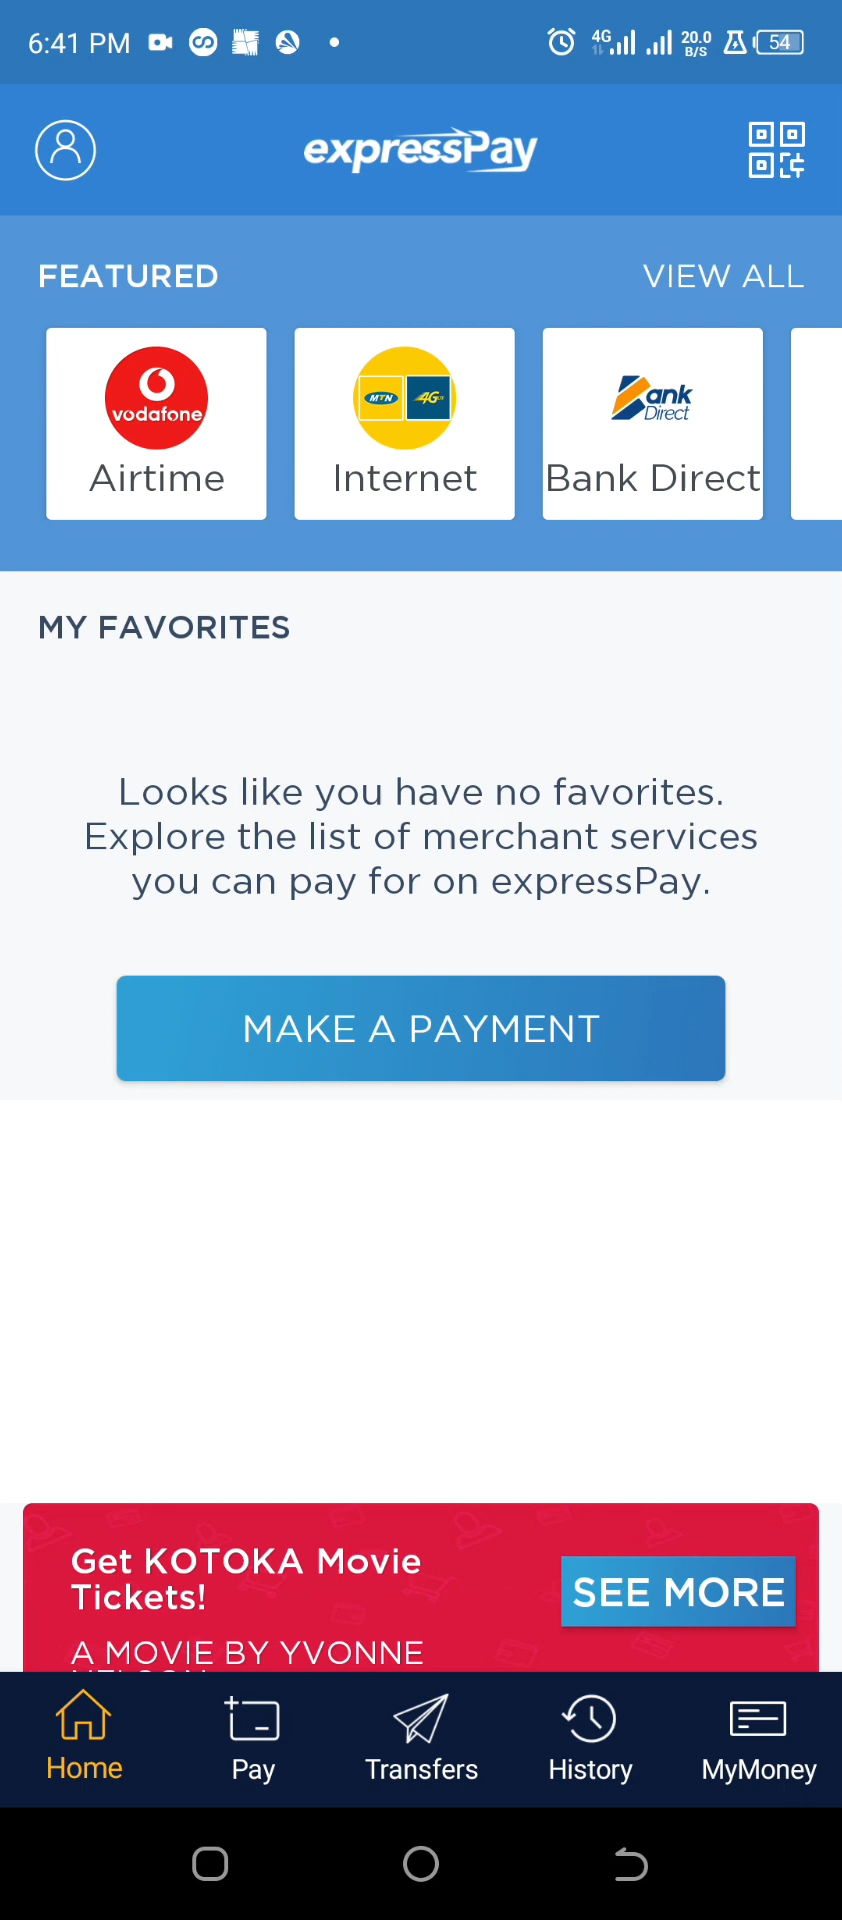 6:41 PM
4G
20.0
B/S
54
expressPay
FEATURED
VIEW ALL
vodafone
MTN
4G
Bank
Direct
Airtime
Internet
Bank Direct
MY FAVORITES
Looks like you have no favorites.
Explore the list of merchant services
you can pay for on expressPay.
MAKE A PAYMENT
Get KOTOKA Movie
Tickets!
SEE MORE
A MOVIE BY YVONNE
Home
Pay
Transfers
History
MyMoney